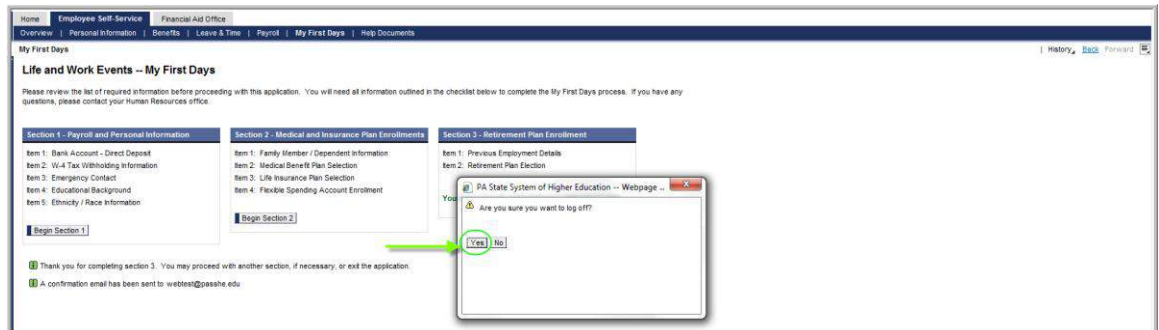 Home Employee Self-Service Financial Aid Office
Overview | Personal Information | Benefits | Leave & Time | Payroll | My First Days | Help Documents
My First Days | History Back Forward
Life and Work Events -- My First Days
Please review the list of required information before proceeding with this application. You will need all information outlined in the checklist below to complete the My First Days process. If you have any
questions, please contact your Human Resources office.
Section 1 - Payroll and Personal Information
Item 1: Bank Account - Direct Deposit
Item 2: W-4 Tax Withholding Information
Item 3: Emergency Contact
Item 4: Educational Background
Item 5: Ethnicity / Race Information
Begin Section 1
Section 2 - Medical and Insurance Plan Enrollments
Item 1: Family Member / Dependent Information
Item 2: Medical Benefit Plan Selection
Item 3: Life Insurance Plan Selection
Item 4: Flexible Spending Account Enrollment
Begin Section 2
Section 3 - Retirement Plan Enrollment
Item 1: Previous Employment Details
Item 2: Retirement Plan Election
You
PA State System of Higher Education -- Webpage ...
Are you sure you want to log off?
Yes No
Thank you for completing section 3. You may proceed with another section, if necessary, or exit the application.
A confirmation email has been sent to webtest@passhe.edu